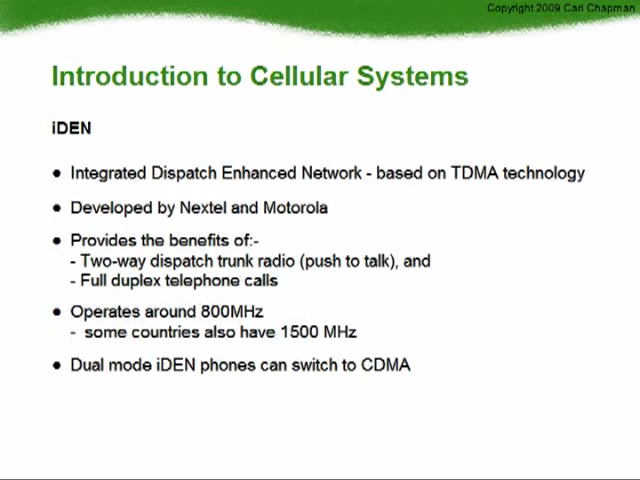 Copyright 2009 Carl Chapman
Introduction to Cellular Systems
iDEN
● Integrated Dispatch Enhanced Network - based on TDMA technology
● Developed by Nextel and Motorola
● Provides the benefits of:-
- Two-way dispatch trunk radio (push to talk), and
- Full duplex telephone calls
● Operates around 800MHz
- some countries also have 1500 MHz
● Dual mode iDEN phones can switch to CDMA